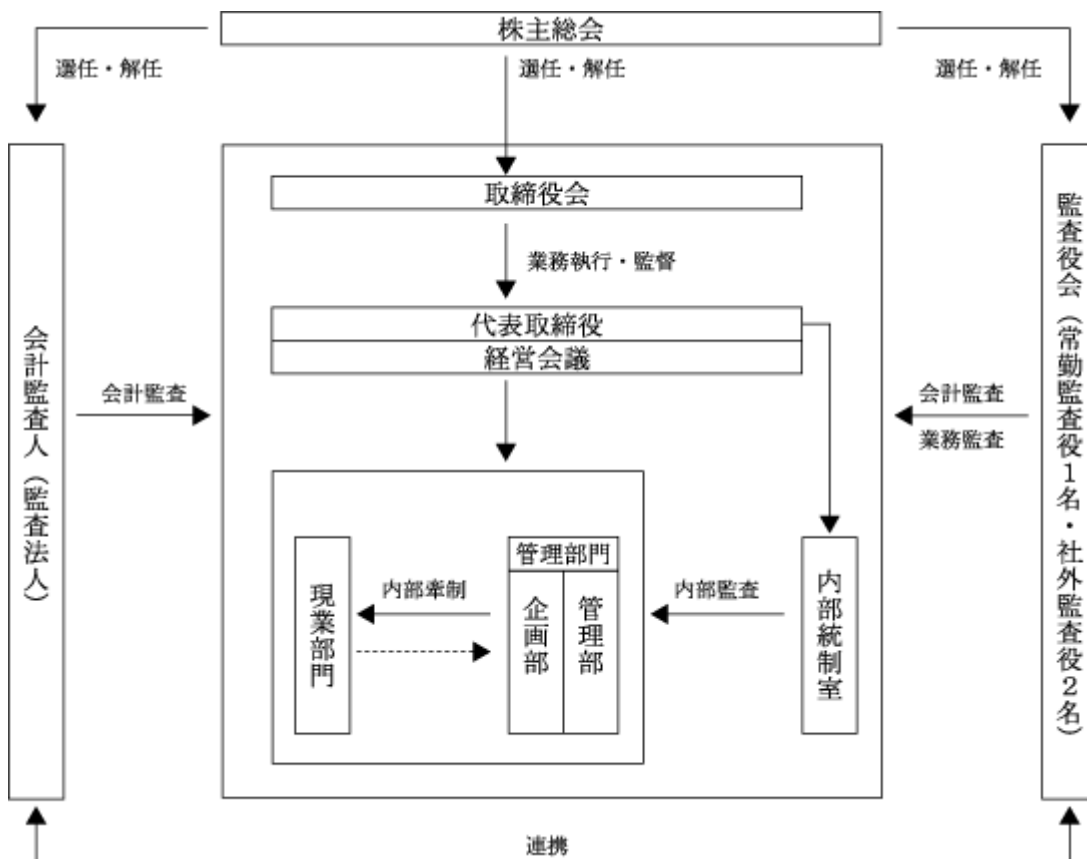 株主総会
選任・解任
選任・解任
選任・解任
取締役会
業務執行・監督
代表取締役
経営会議
会計監査人（監査法人）
会計監査
会計監査
業務監査
監査役会（常勤監査役1名・社外監査役2名）
管理部門
企画部
管理部
現業部門
内部牽制
内部監査
内部統制室
連携